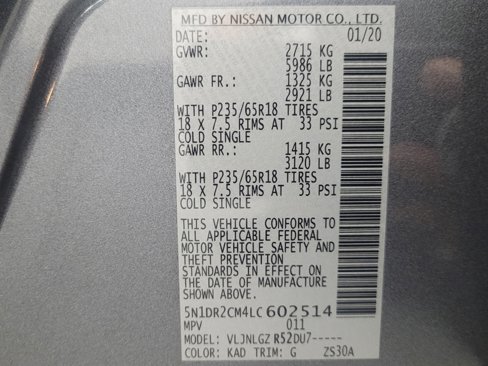 MFD BY NISSAN MOTOR CO., LTD.
DATE: 01/20
GVWR: 2715 KG
5986 LB
GAWR FR.: 1325 KG
2921 LB
WITH P235/65R18 TIRES
18 X 7.5 RIMS AT 33 PSI
COLD SINGLE
GAWR RR.: 1415 KG
3120 LB
WITH P235/65R18 TIRES
18 X 7.5 RIMS AT 33 PSI
COLD SINGLE
THIS VEHICLE CONFORMS TO
ALL APPLICABLE FEDERAL
MOTOR VEHICLE SAFETY AND
THEFT PREVENTION
STANDARDS IN EFFECT ON
THE DATE OF MANUFACTURE
SHOWN ABOVE.
5N1DR2CM4LC602514
MPV 011
MODEL: VLJNLGZ R52DU7-----
COLOR: KAD TRIM: G ZS30A